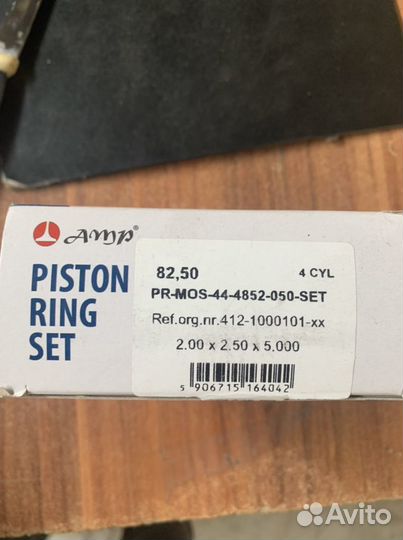 AMP®
PISTON
RING
SET
82,50 4 CYL
PR-MOS-44-4852-050-SET
Ref.org.nr.412-1000101-xx
2.00 x 2.50 x 5.000
5 906715 164042
Avito